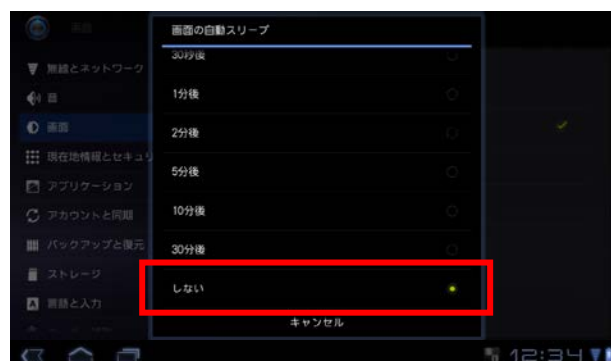 画面
画面の自動スリープ
30秒後
無線とネットワーク
1分後
音
画面
2分後
現在地情報とセキュリ
5分後
アプリケーション
アカウントと同期
10分後
バックアップと復元
30分後
ストレージ
しない
言語と入力
キャンセル
12:34